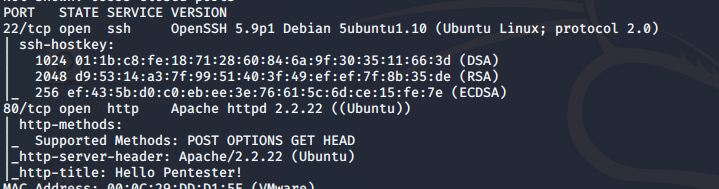 PORT   STATE SERVICE VERSION
22/tcp open  ssh     OpenSSH 5.9p1 Debian 5ubuntu1.10 (Ubuntu Linux; protocol 2.0)
| ssh-hostkey:
|   1024 01:1b:c8:fe:18:71:28:60:84:6a:9f:30:35:11:66:3d (DSA)
|   2048 d9:53:14:a3:7f:99:51:40:3f:49:ef:ef:7f:8b:35:de (RSA)
|_  256 ef:43:5b:d0:c0:eb:ee:3e:76:61:5c:6d:ce:15:fe:7e (ECDSA)
80/tcp open  http    Apache httpd 2.2.22 ((Ubuntu))
| http-methods:
|_  Supported Methods: POST OPTIONS GET HEAD
|_http-server-header: Apache/2.2.22 (Ubuntu)
|_http-title: Hello Pentester!
MAC Address: 00:0C:29:DD:D1:5F (VMware)